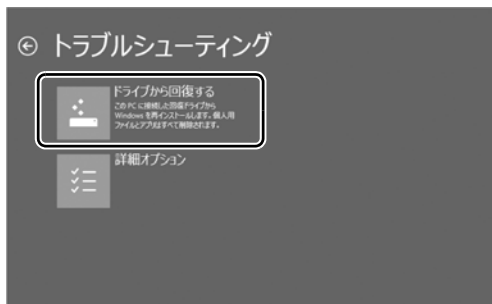 トラブルシューティング
ドライブから回復する
この PC に接続した回復ドライブから
Windows を再インストールします。個人用
ファイルとアプリはすべて削除されます。
詳細オプション